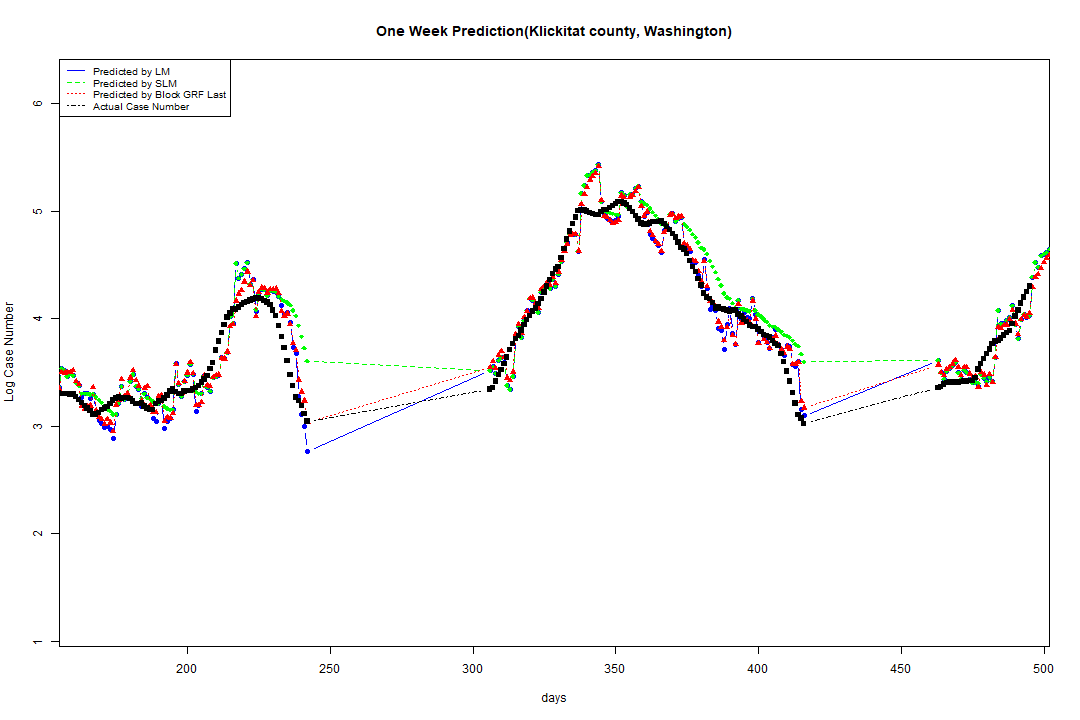 One Week Prediction(Klickitat county, Washington)
Predicted by LM
Predicted by SLM
Predicted by Block GRF Last
Actual Case Number
6
5
4
3
2
1
Log Case Number
200 250 300 350 400 450 500
days